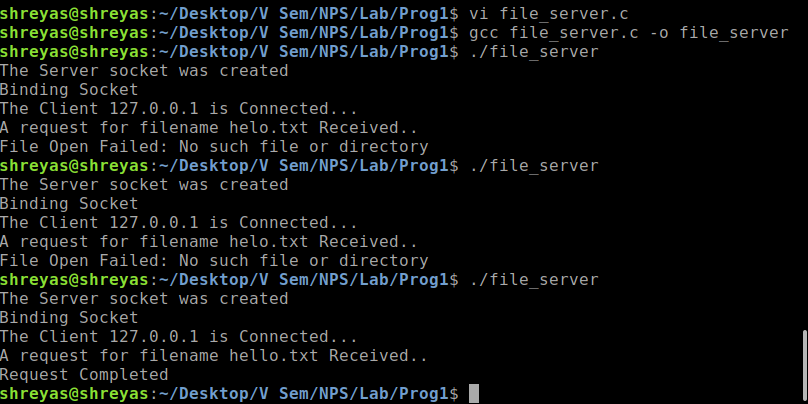 shreyas@shreyas:~/Desktop/V Sem/NPS/Lab/Prog1$ vi file_server.c
shreyas@shreyas:~/Desktop/V Sem/NPS/Lab/Prog1$ gcc file_server.c -o file_server
shreyas@shreyas:~/Desktop/V Sem/NPS/Lab/Prog1$ ./file_server
The Server socket was created
Binding Socket
The Client 127.0.0.1 is Connected...
A request for filename helo.txt Received..
File Open Failed: No such file or directory
shreyas@shreyas:~/Desktop/V Sem/NPS/Lab/Prog1$ ./file_server
The Server socket was created
Binding Socket
The Client 127.0.0.1 is Connected...
A request for filename helo.txt Received..
File Open Failed: No such file or directory
shreyas@shreyas:~/Desktop/V Sem/NPS/Lab/Prog1$ ./file_server
The Server socket was created
Binding Socket
The Client 127.0.0.1 is Connected...
A request for filename hello.txt Received..
Request Completed
shreyas@shreyas:~/Desktop/V Sem/NPS/Lab/Prog1$